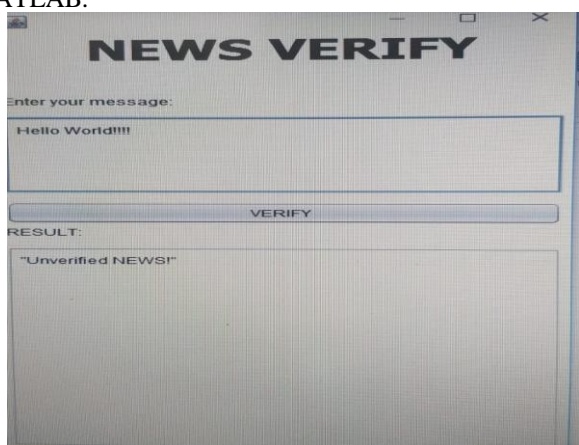 NEWS VERIFY
Enter your message:
Hello World!!!!
VERIFY
RESULT:
"Unverified NEWS!"